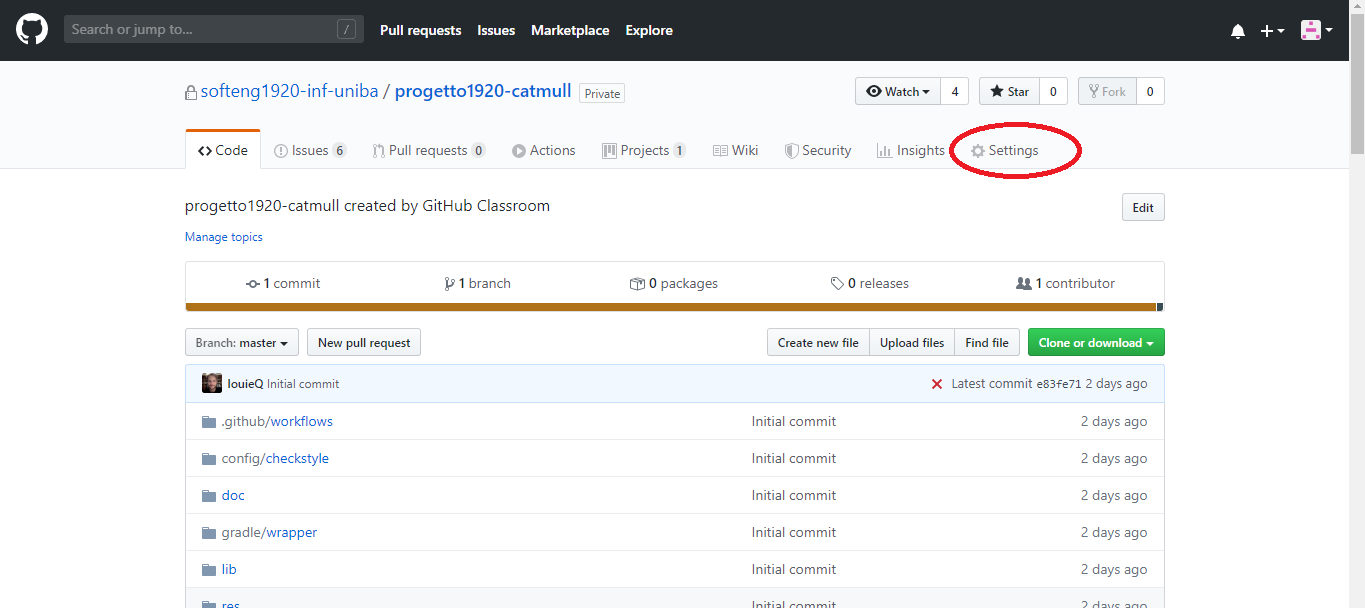 Search or jump to... / Pull requests Issues Marketplace Explore
softeng1920-inf-uniba / progetto1920-catmull Private Watch 4 Star 0 Fork 0
Code Issues 6 Pull requests 0 Actions Projects 1 Wiki Security Insights Settings
progetto1920-catmull created by GitHub Classroom Edit
Manage topics
1 commit 1 branch 0 packages 0 releases 1 contributor
Branch: master New pull request Create new file Upload files Find file Clone or download
louieQ Initial commit Latest commit e83fe71 2 days ago
.github/workflows Initial commit 2 days ago
config/checkstyle Initial commit 2 days ago
doc Initial commit 2 days ago
gradle/wrapper Initial commit 2 days ago
lib Initial commit 2 days ago
res Initial commit 2 days ago